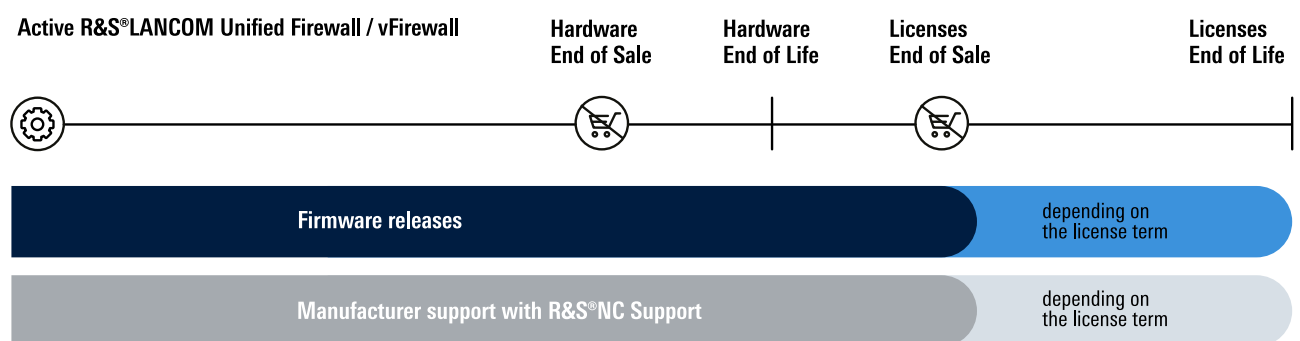 Active R&S®LANCOM Unified Firewall / vFirewall
Hardware
End of Sale
Hardware
End of Life
Licenses
End of Sale
Licenses
End of Life
Firmware releases
depending on
the license term
Manufacturer support with R&S®NC Support
depending on
the license term